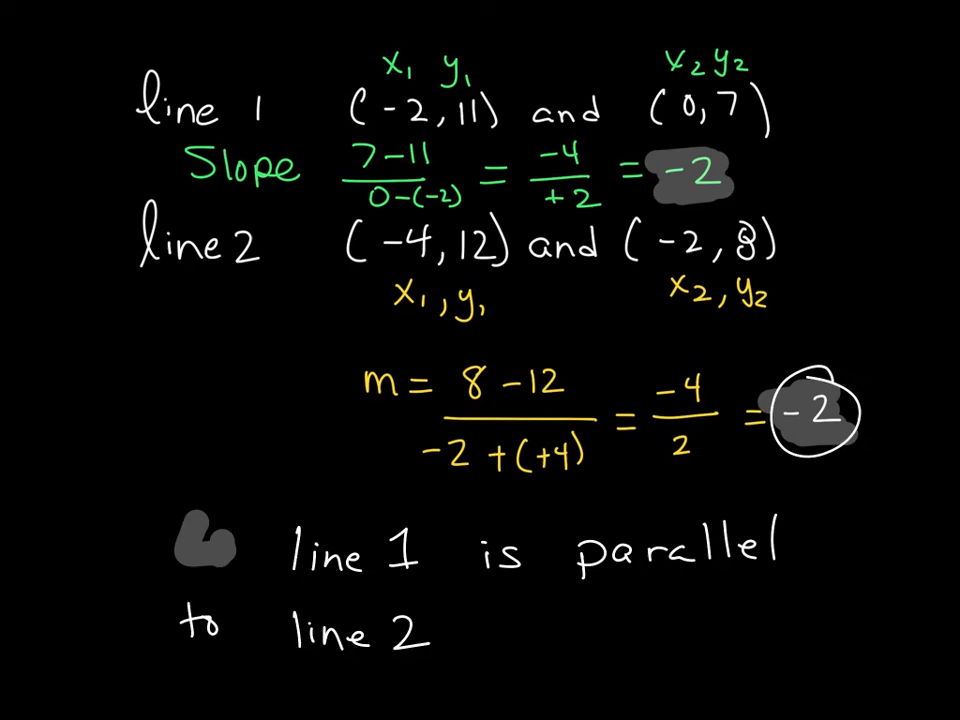 x₁ y₁ x₂ y₂
line 1 (-2, 11) and (0, 7)
Slope 7-11 / 0-(-2) = -4 / +2 = -2
line 2 (-4, 12) and (-2, 8)
x₁, y₁ x₂, y₂
m = 8 - 12 / -2 + (+4) = -4 / 2 = -2
line 1 is parallel
to line 2